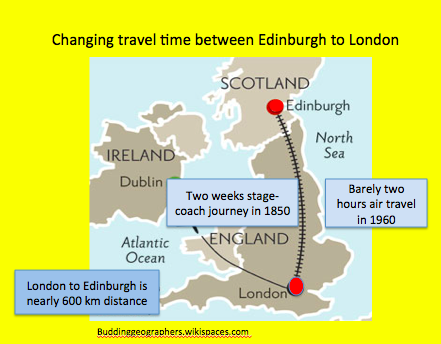 Changing travel time between Edinburgh to London
SCOTLAND
Edinburgh
North
Sea
IRELAND
Dublin
Two weeks stage-
coach journey in 1850
Barely two
hours air travel
in 1960
Atlantic
Ocean
ENGLAND
London to Edinburgh is
nearly 600 km distance
London
Buddinggeographers.wikispaces.com